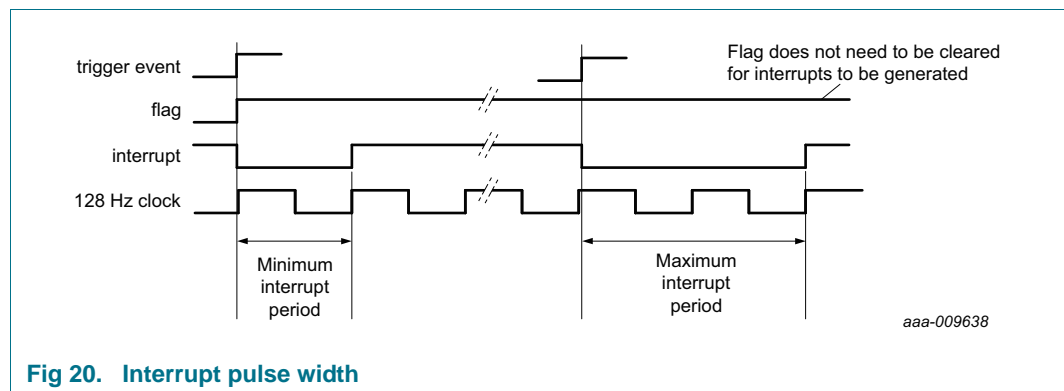 trigger event
Flag does not need to be cleared
for interrupts to be generated
flag
interrupt
128 Hz clock
Minimum
interrupt
period
Maximum
interrupt
period
aaa-009638
Fig 20. Interrupt pulse width